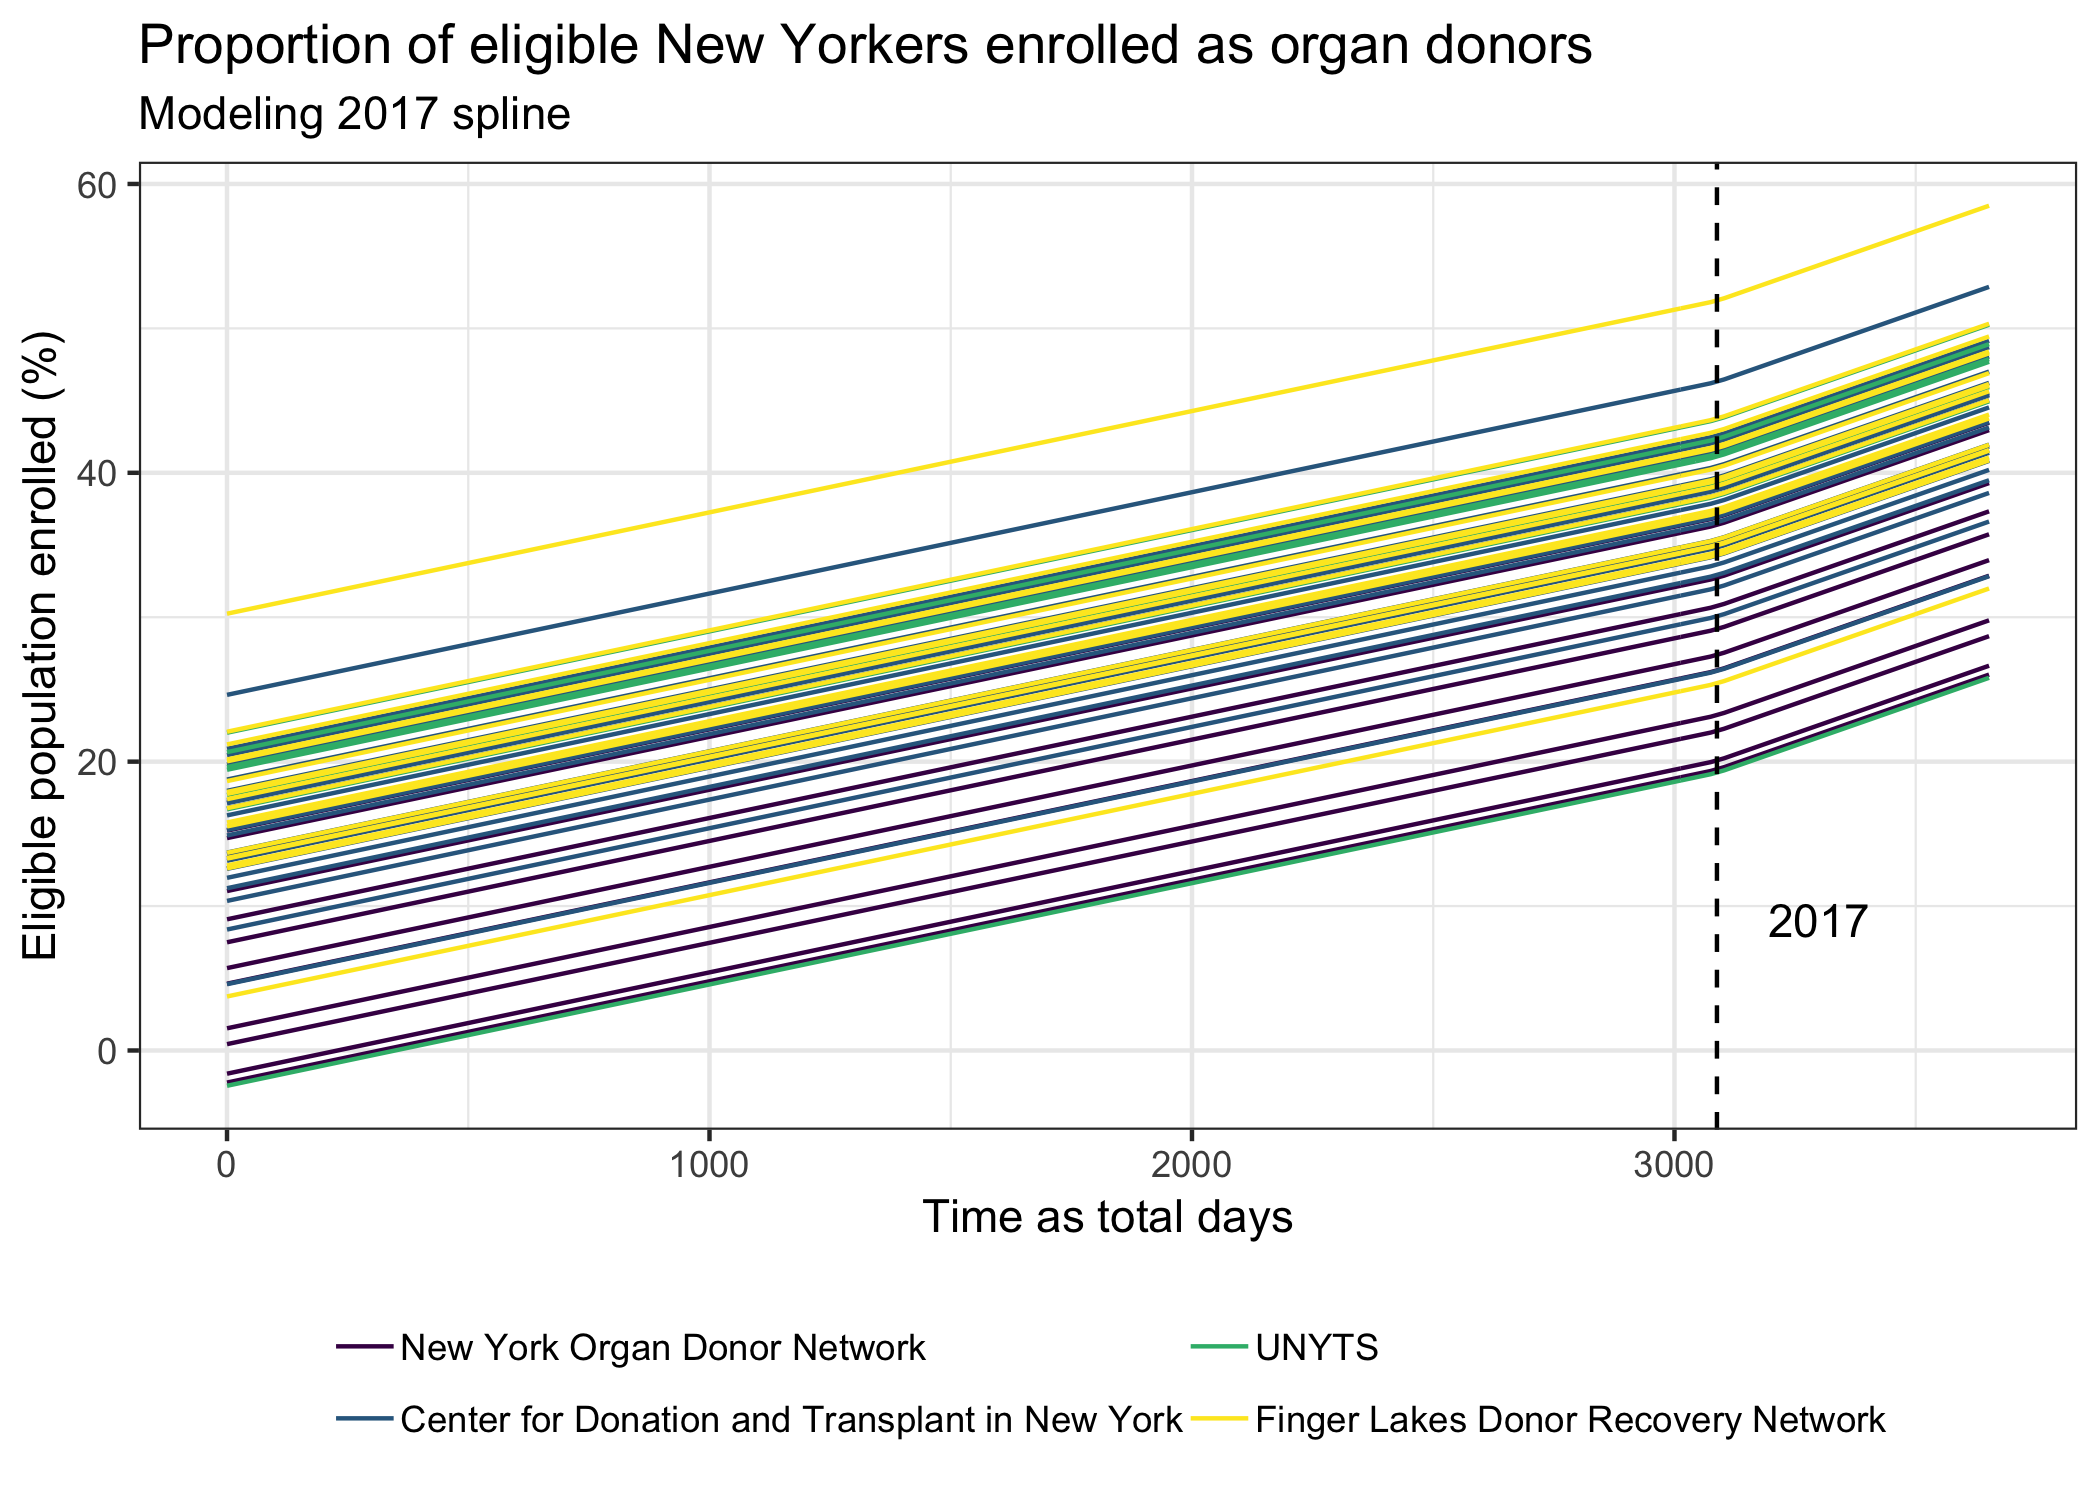 Proportion of eligible New Yorkers enrolled as organ donors
Modeling 2017 spline
Eligible population enrolled (%)
60
40
20
0
2017
0 1000 2000 3000
Time as total days
New York Organ Donor Network UNYTS
Center for Donation and Transplant in New York Finger Lakes Donor Recovery Network